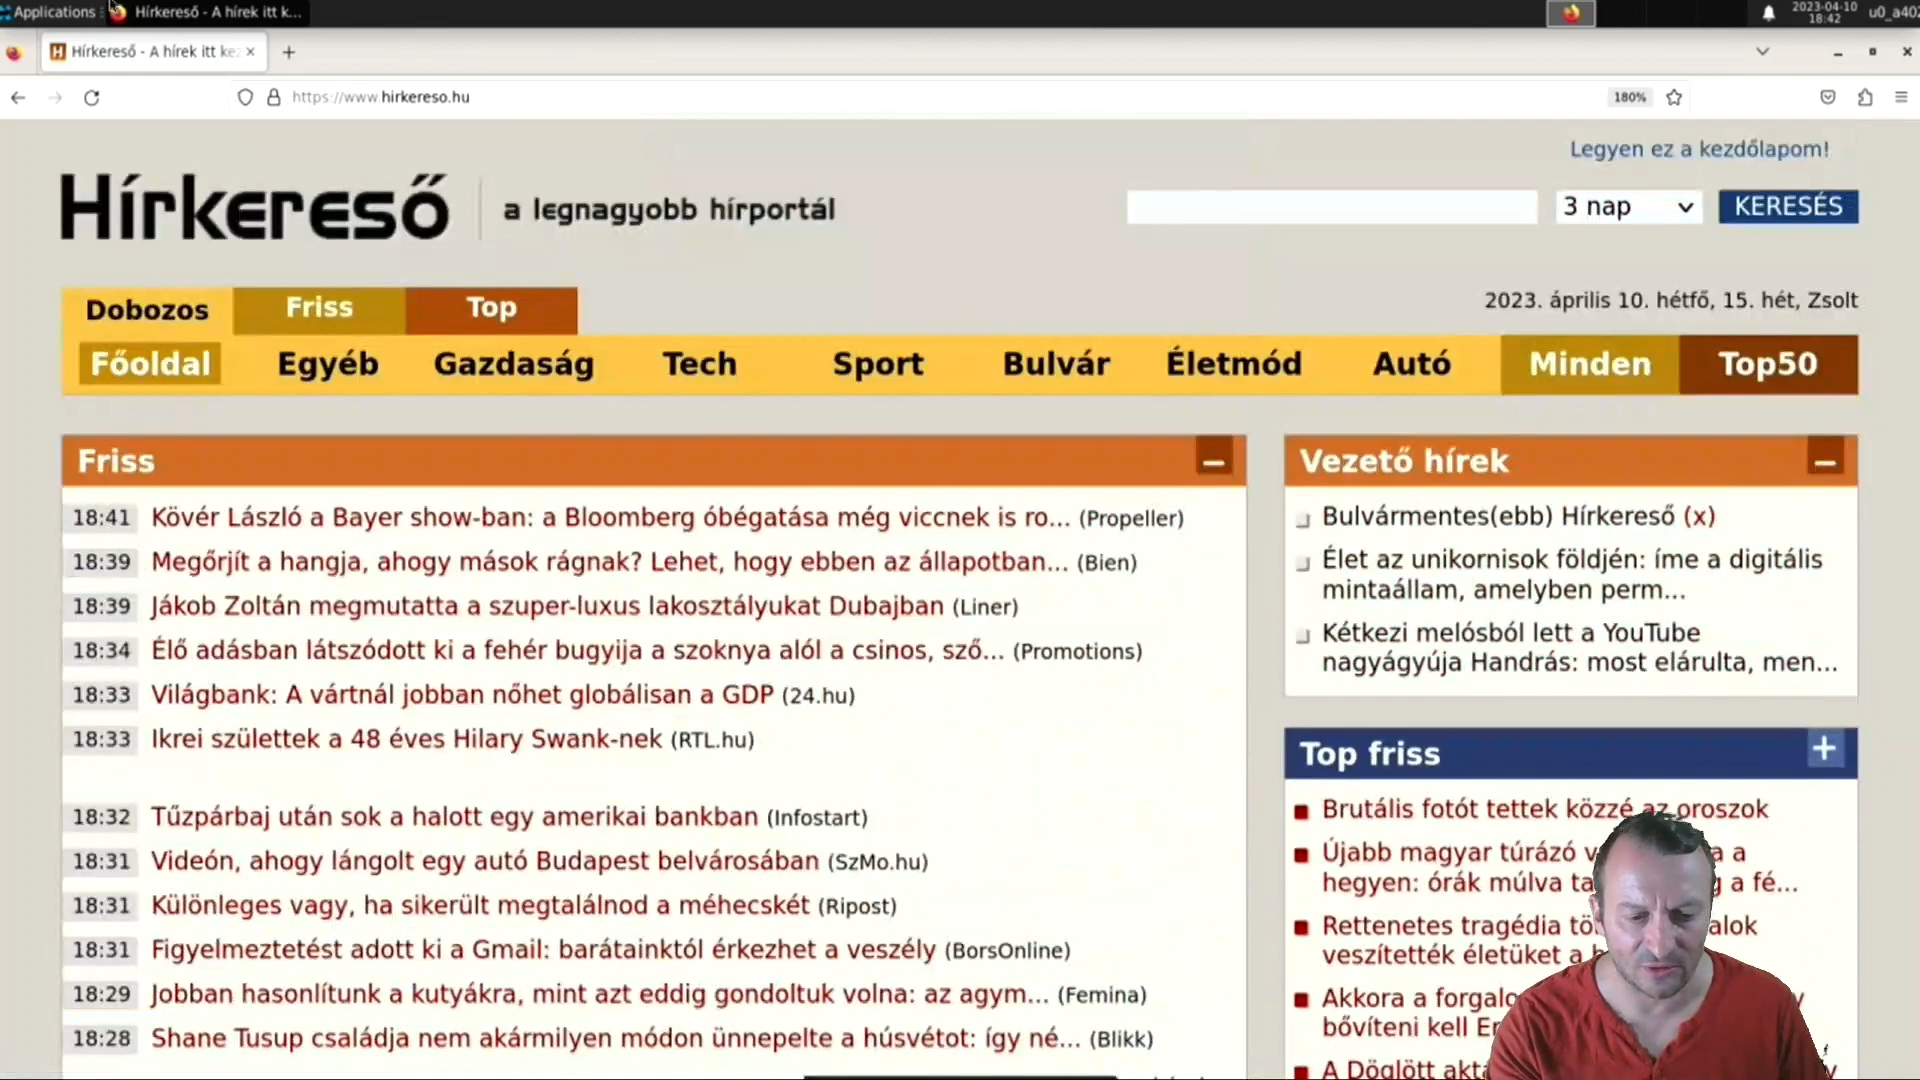 Applications
Hírkereső - A hírek itt k...
2023-04-10
18:42
u0_a40
Hírkereső - A hírek itt ke
https://www.hirkereso.hu
180%
Legyen ez a kezdőlapom!
Hírkereső
a legnagyobb hírportál
3 nap
KERESÉS
Dobozos
Friss
Top
2023. április 10. hétfő, 15. hét, Zsolt
Főoldal
Egyéb
Gazdaság
Tech
Sport
Bulvár
Életmód
Autó
Minden
Top50
Friss
18:41 Kövér László a Bayer show-ban: a Bloomberg óbégatása még viccnek is ro... (Propeller)
18:39 Megőrjít a hangja, ahogy mások rágnak? Lehet, hogy ebben az állapotban... (Bien)
18:39 Jákob Zoltán megmutatta a szuper-luxus lakosztályukat Dubajban (Liner)
18:34 Élő adásban látszódott ki a fehér bugyija a szoknya alól a csinos, sző... (Promotions)
18:33 Világbank: A vártnál jobban nőhet globálisan a GDP (24.hu)
18:33 Ikrei születtek a 48 éves Hilary Swank-nek (RTL.hu)
18:32 Tűzpárbaj után sok a halott egy amerikai bankban (Infostart)
18:31 Videón, ahogy lángolt egy autó Budapest belvárosában (SzMo.hu)
18:31 Különleges vagy, ha sikerült megtalálnod a méhecskét (Ripost)
18:31 Figyelmeztetést adott ki a Gmail: barátainktól érkezhet a veszély (BorsOnline)
18:29 Jobban hasonlítunk a kutyákra, mint azt eddig gondoltuk volna: az agym... (Femina)
18:28 Shane Tusup családja nem akármilyen módon ünnepelte a húsvétot: így né... (Blikk)
Vezető hírek
Bulvármentes(ebb) Hírkereső (x)
Élet az unikornisok földjén: íme a digitális
mintaállam, amelyben perm...
Kétkezi melósból lett a YouTube
nagyágyúja Handrás: most elárulta, men...
Top friss
Brutális fotót tettek közzé az oroszok
Újabb magyar túrázó a
hegyen: órák múlva a fé...
Rettenetes tragédia
veszítették életüket a
Akkora a
bővíteni kell
A Döglött